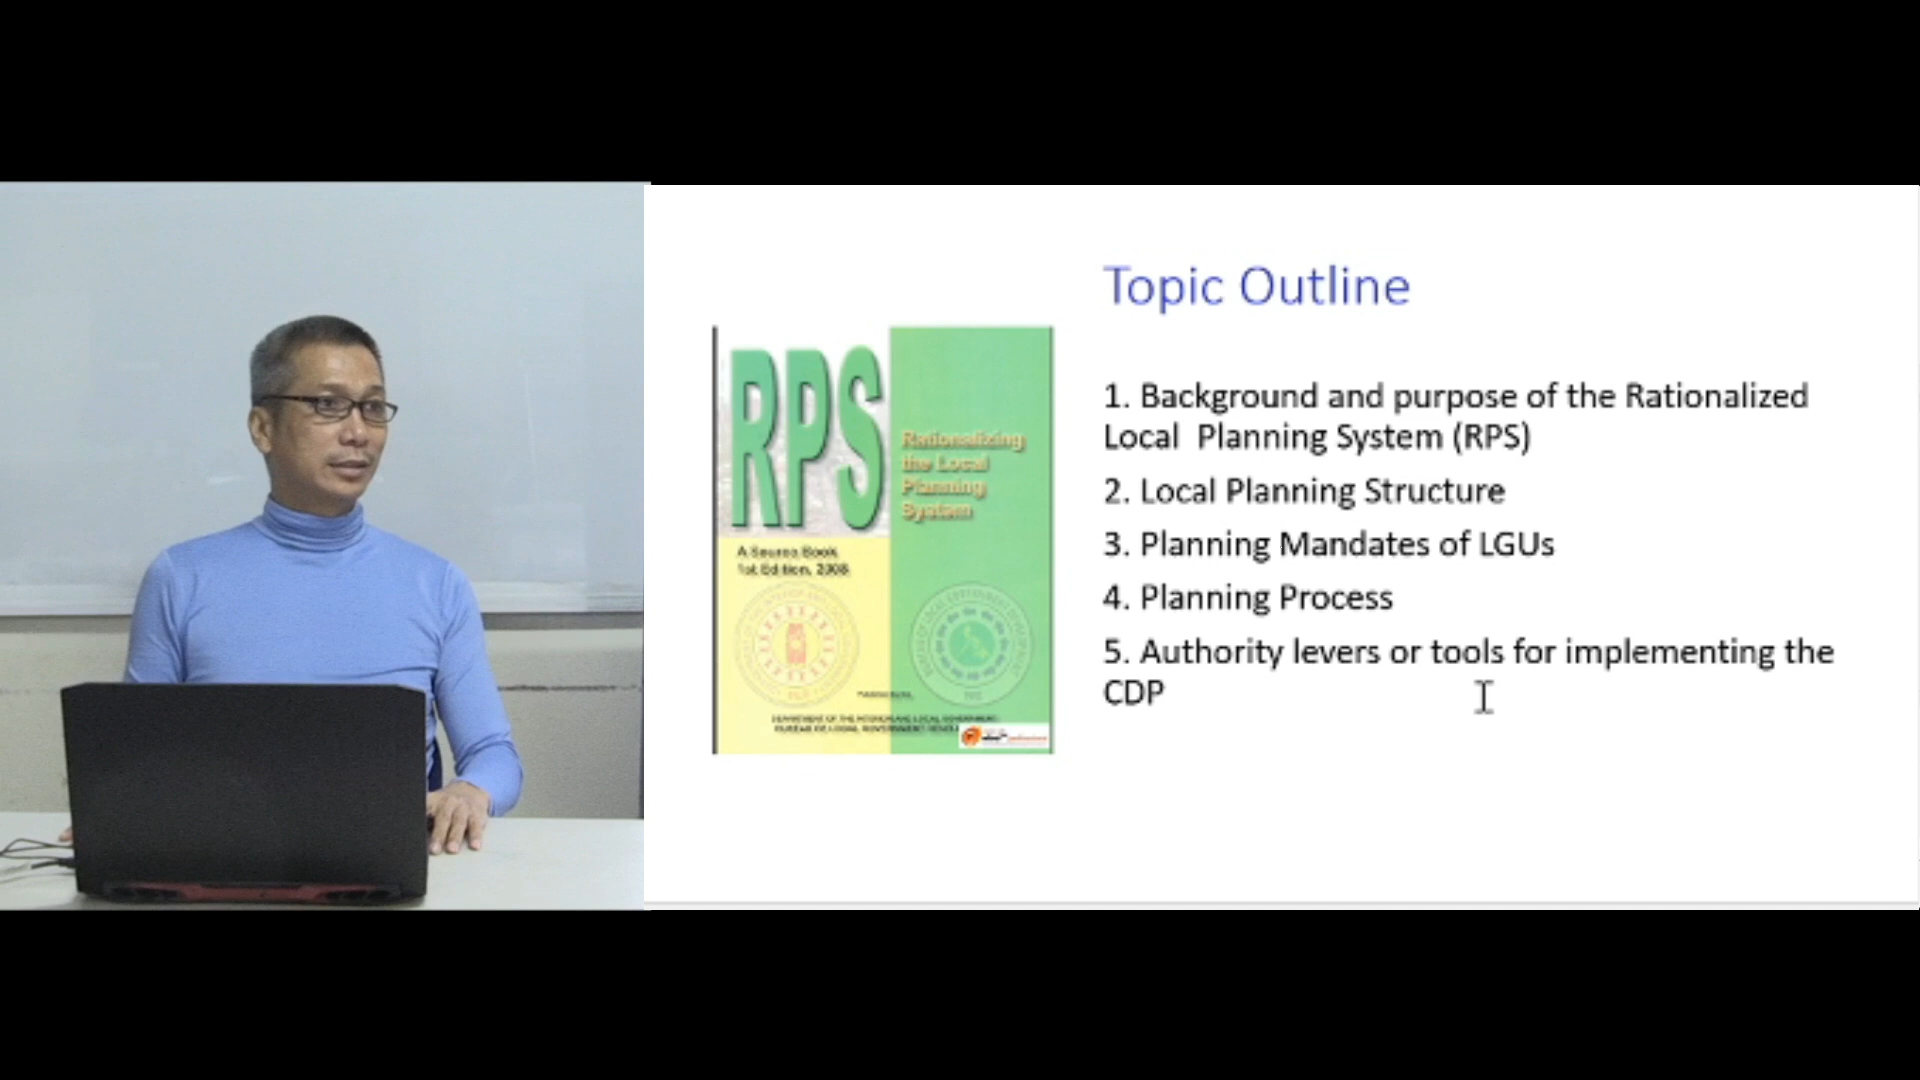 Topic Outline
1. Background and purpose of the Rationalized
Local Planning System (RPS)
2. Local Planning Structure
3. Planning Mandates of LGUs
4. Planning Process
5. Authority levers or tools for implementing the
CDP
RPS
Rationalizing
the Local
Planning
System
A Source Book
1st Edition, 2008